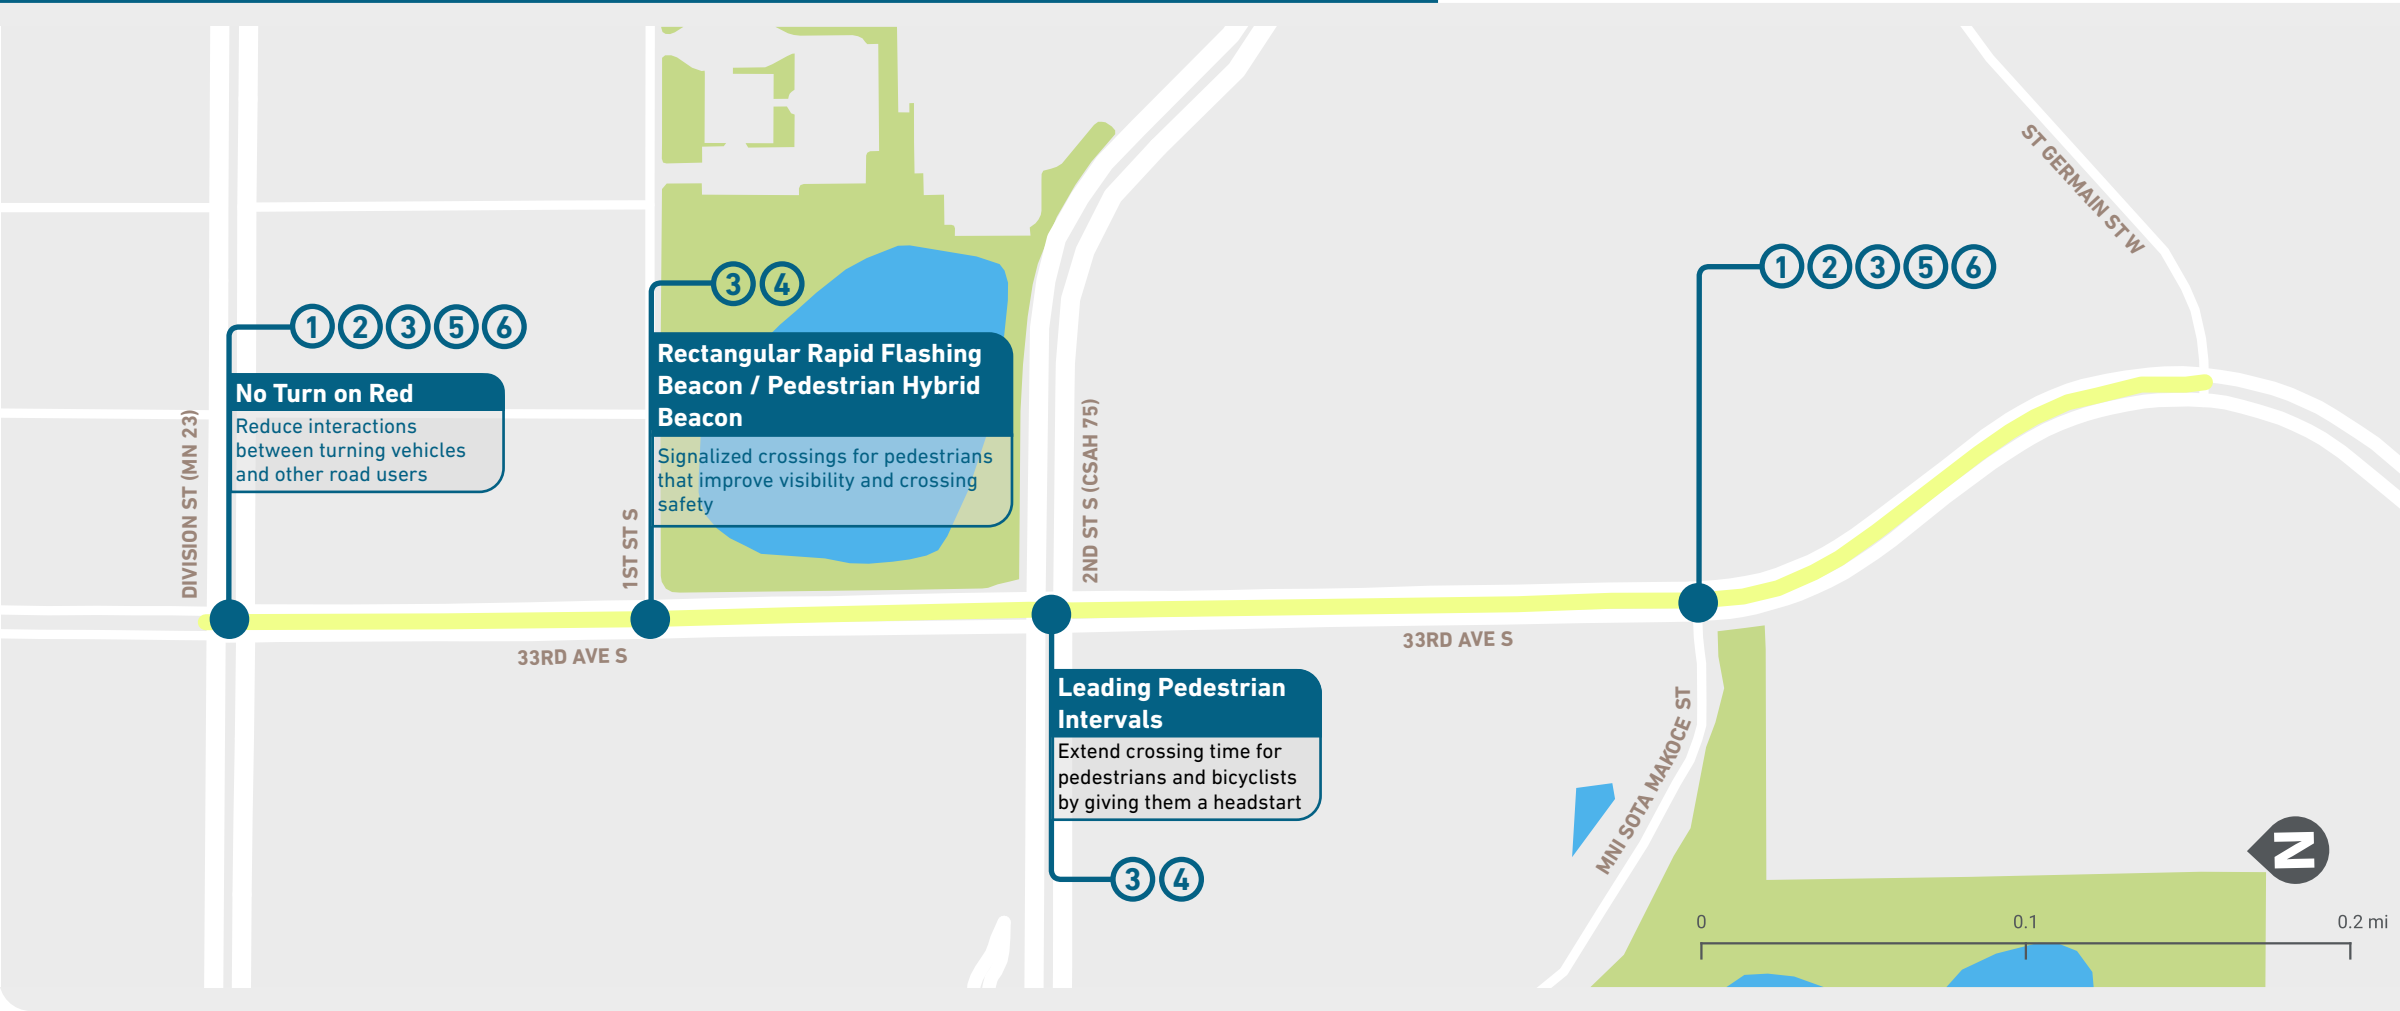 ST GERMAIN ST W
1 2 3 5 6
3 4
1 2 3 5 6
No Turn on Red
Reduce interactions
between turning vehicles
and other road users
Rectangular Rapid Flashing
Beacon / Pedestrian Hybrid
Beacon
Signalized crossings for pedestrians
that improve visibility and crossing
safety
DIVISION ST (MN 23)
1ST ST S
2ND ST S (CSAH 75)
33RD AVE S
33RD AVE S
Leading Pedestrian
Intervals
Extend crossing time for
pedestrians and bicyclists
by giving them a headstart
3 4
MNI SOTA MAKOCE ST
N
0 0.1 0.2 mi